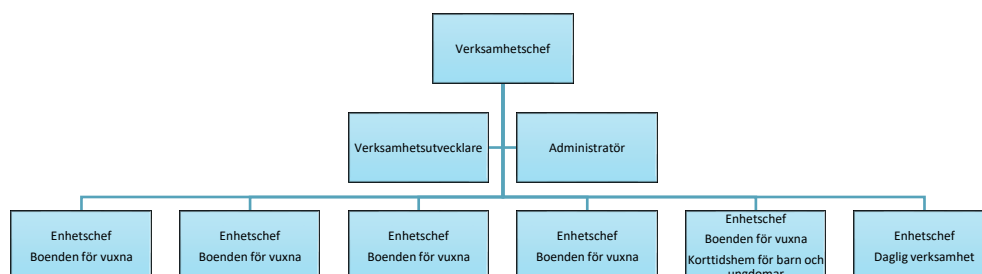 Verksamhetschef
Verksamhetsutvecklare
Administratör
Enhetschef
Boenden för vuxna
Enhetschef
Boenden för vuxna
Enhetschef
Boenden för vuxna
Enhetschef
Boenden för vuxna
Enhetschef
Boenden för vuxna
Korttidshem för barn och
ungdomar
Enhetschef
Daglig verksamhet